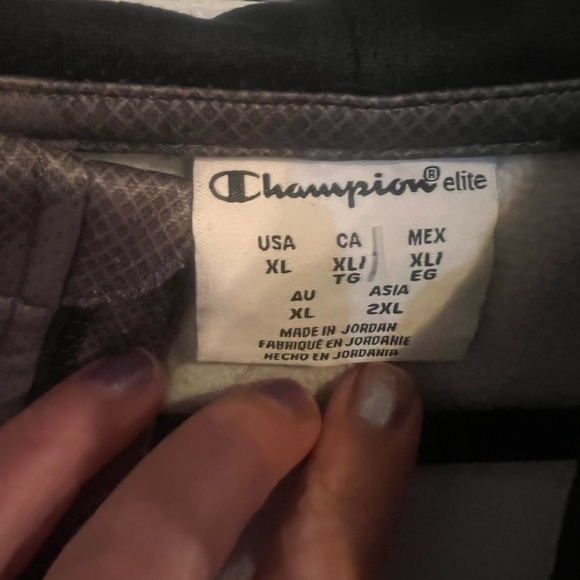 Champion® elite
USA CA MEX
XL XL/ XL/
TG EG
AU ASIA
XL 2XL
MADE IN JORDAN
FABRIQUÉ EN JORDANIE
HECHO EN JORDANIA